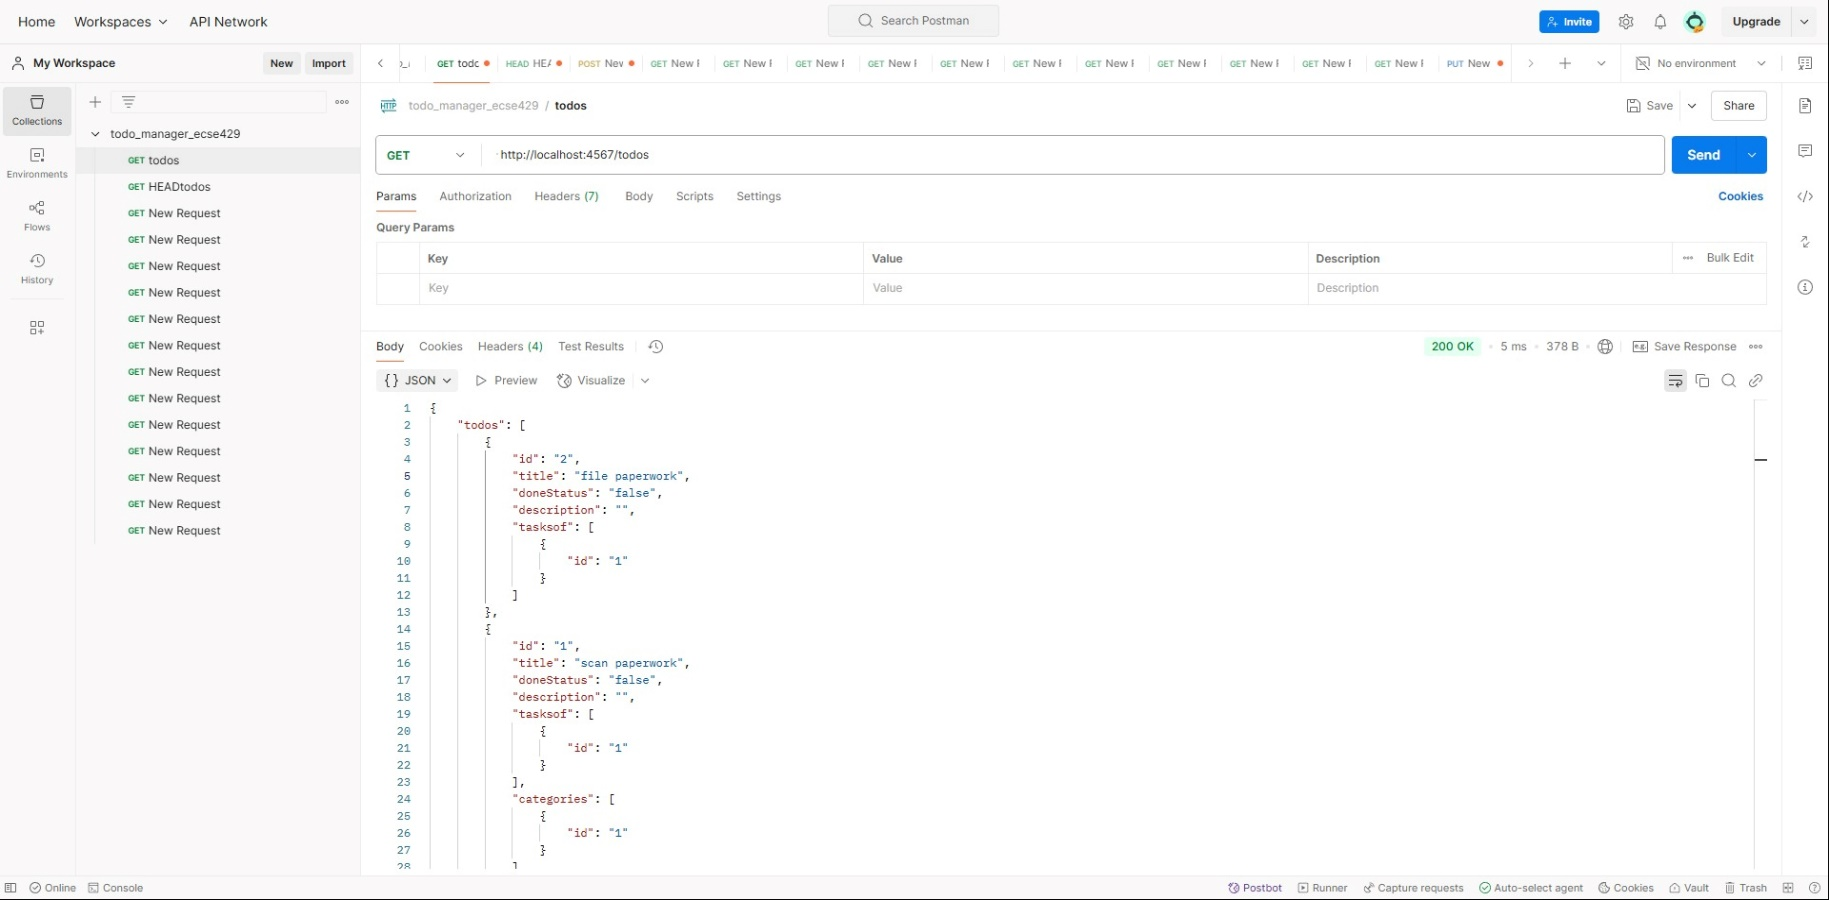 Home Workspaces API Network Search Postman Invite Upgrade
My Workspace New Import GET todo HEAD HEA POST New GET New F GET New F GET New F GET New F GET New F GET New F GET New F GET New F GET New F GET New F GET New F PUT New No environment
Collections
Environments
Flows
History
todo_manager_ecse429
GET todos
GET HEADtodos
GET New Request
GET New Request
GET New Request
GET New Request
GET New Request
GET New Request
GET New Request
GET New Request
GET New Request
GET New Request
GET New Request
GET New Request
GET New Request
HTTP todo_manager_ecse429 / todos Save Share
GET http://localhost:4567/todos Send
Params Authorization Headers (7) Body Scripts Settings Cookies
Query Params
Key Value Description Bulk Edit
Key Value Description
Body Cookies Headers (4) Test Results 200 OK 5 ms 378 B Save Response
{} JSON Preview Visualize
1 {
2 "todos": [
3 {
4 "id": "2",
5 "title": "file paperwork",
6 "doneStatus": "false",
7 "description": "",
8 "tasksof": [
9 {
10 "id": "1"
11 }
12 ]
13 },
14 {
15 "id": "1",
16 "title": "scan paperwork",
17 "doneStatus": "false",
18 "description": "",
19 "tasksof": [
20 {
21 "id": "1"
22 }
23 ],
24 "categories": [
25 {
26 "id": "1"
27 }
28 ]
Online Console Postbot Runner Capture requests Auto-select agent Cookies Vault Trash